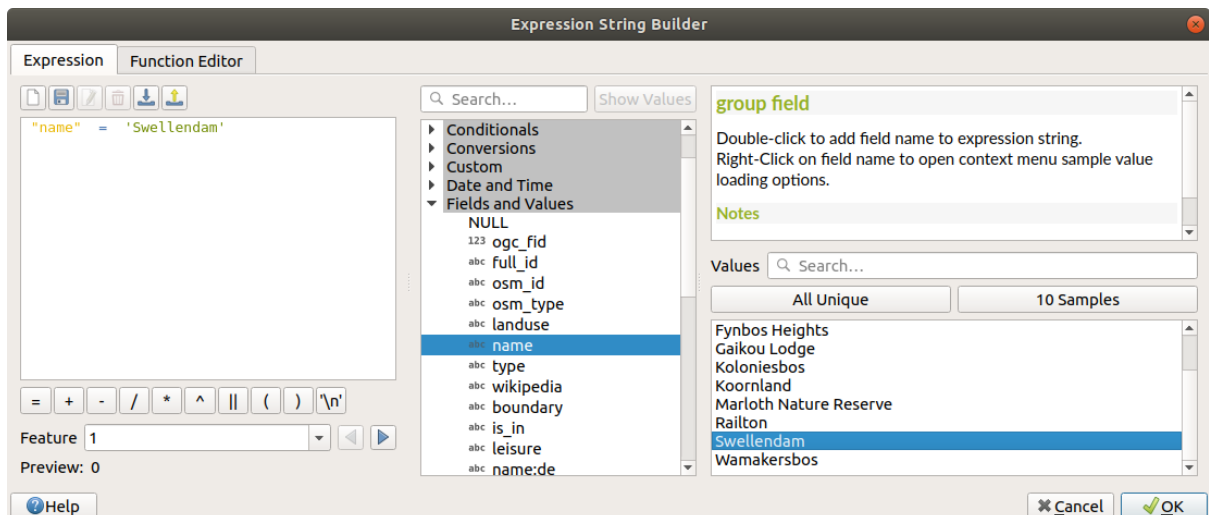 Expression String Builder
Expression
Function Editor
"name" = 'Swellendam'
=
+
-
/
*
^
||
(
)
'\n'
Feature 1
Preview: 0
Help
Search...
Show Values
Conditionals
Conversions
Custom
Date and Time
Fields and Values
NULL
123 ogc_fid
abc full_id
abc osm_id
abc osm_type
abc landuse
abc name
abc type
abc wikipedia
abc boundary
abc is_in
abc leisure
abc name:de
group field
Double-click to add field name to expression string.
Right-Click on field name to open context menu sample value
loading options.
Notes
Values Search...
All Unique
10 Samples
Fynbos Heights
Gaikou Lodge
Koloniesbos
Koornland
Marloth Nature Reserve
Railton
Swellendam
Wamakersbos
Cancel
OK